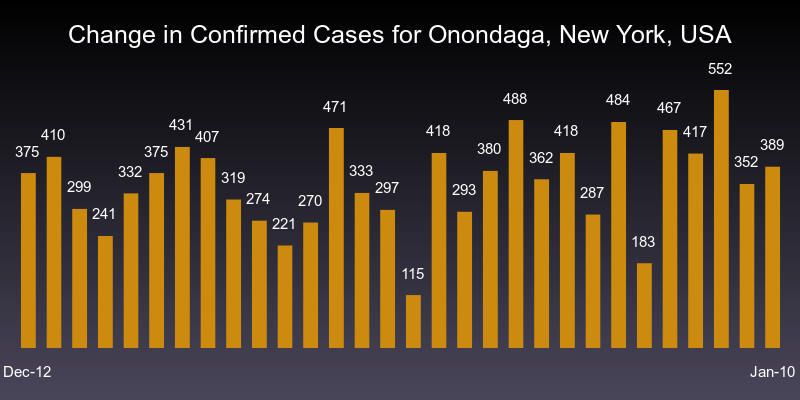 Change in Confirmed Cases for Onondaga, New York, USA
375 410 299 241 332 375 431 407 319 274 221 270 471 333 297 115 418 293 380 488 362 418 287 484 183 467 417 552 352 389
Dec-12 Jan-10